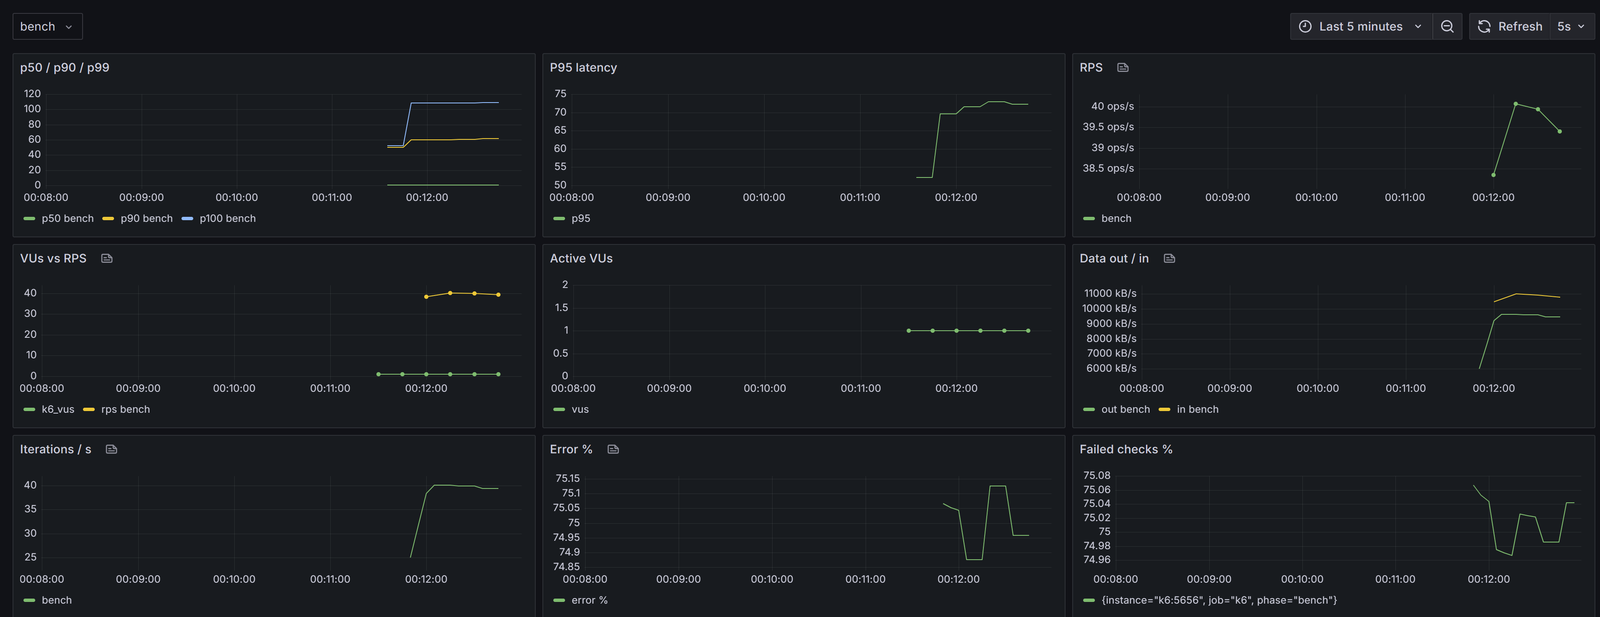 bench
Last 5 minutes
Refresh
5s
p50 / p90 / p99
120
100
80
60
40
20
0
00:08:00 00:09:00 00:10:00 00:11:00 00:12:00
p50 bench p90 bench p100 bench
P95 latency
75
70
65
60
55
50
00:08:00 00:09:00 00:10:00 00:11:00 00:12:00
p95
RPS
40 ops/s
39.5 ops/s
39 ops/s
38.5 ops/s
00:08:00 00:09:00 00:10:00 00:11:00 00:12:00
bench
VUs vs RPS
40
30
20
10
0
00:08:00 00:09:00 00:10:00 00:11:00 00:12:00
k6_vus rps bench
Active VUs
2
1.5
1
0.5
0
00:08:00 00:09:00 00:10:00 00:11:00 00:12:00
vus
Data out / in
11000 kB/s
10000 kB/s
9000 kB/s
8000 kB/s
7000 kB/s
6000 kB/s
00:08:00 00:09:00 00:10:00 00:11:00 00:12:00
out bench in bench
Iterations / s
40
35
30
25
00:08:00 00:09:00 00:10:00 00:11:00 00:12:00
bench
Error %
75.15
75.1
75.05
75
74.95
74.9
74.85
00:08:00 00:09:00 00:10:00 00:11:00 00:12:00
error %
Failed checks %
75.08
75.06
75.04
75.02
75
74.98
74.96
00:08:00 00:09:00 00:10:00 00:11:00 00:12:00
{instance="k6:5656", job="k6", phase="bench"}